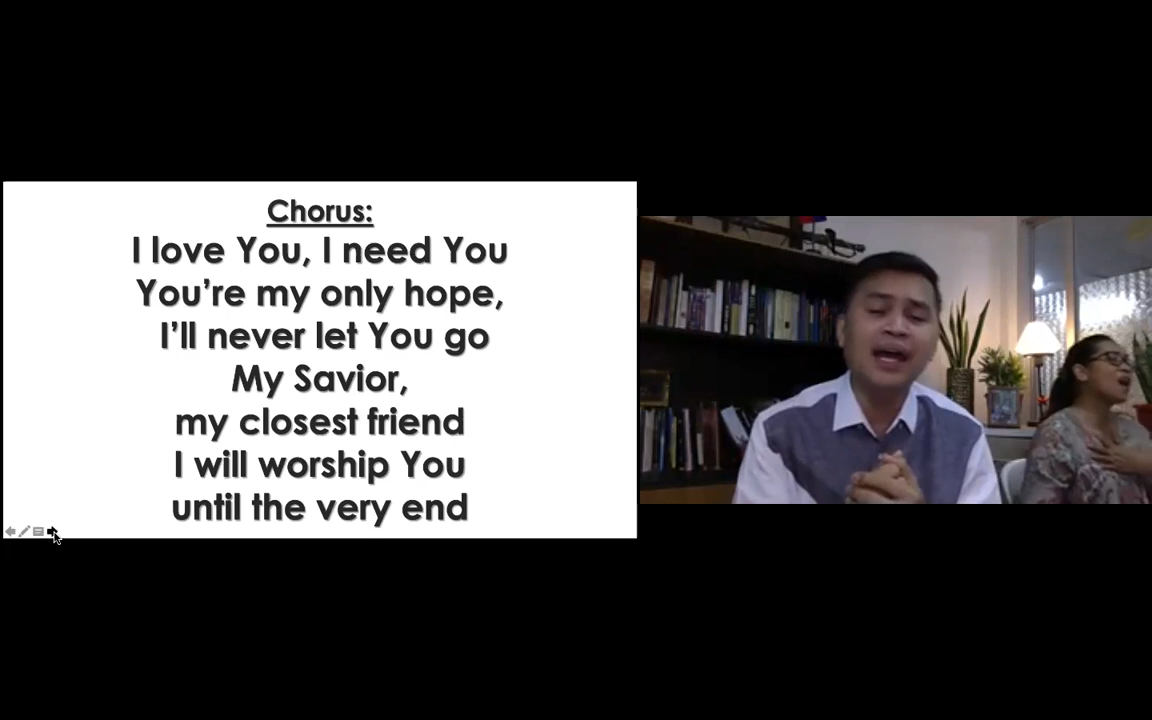 Chorus:
I love You, I need You
You’re my only hope,
I’ll never let You go
My Savior,
my closest friend
I will worship You
until the very end